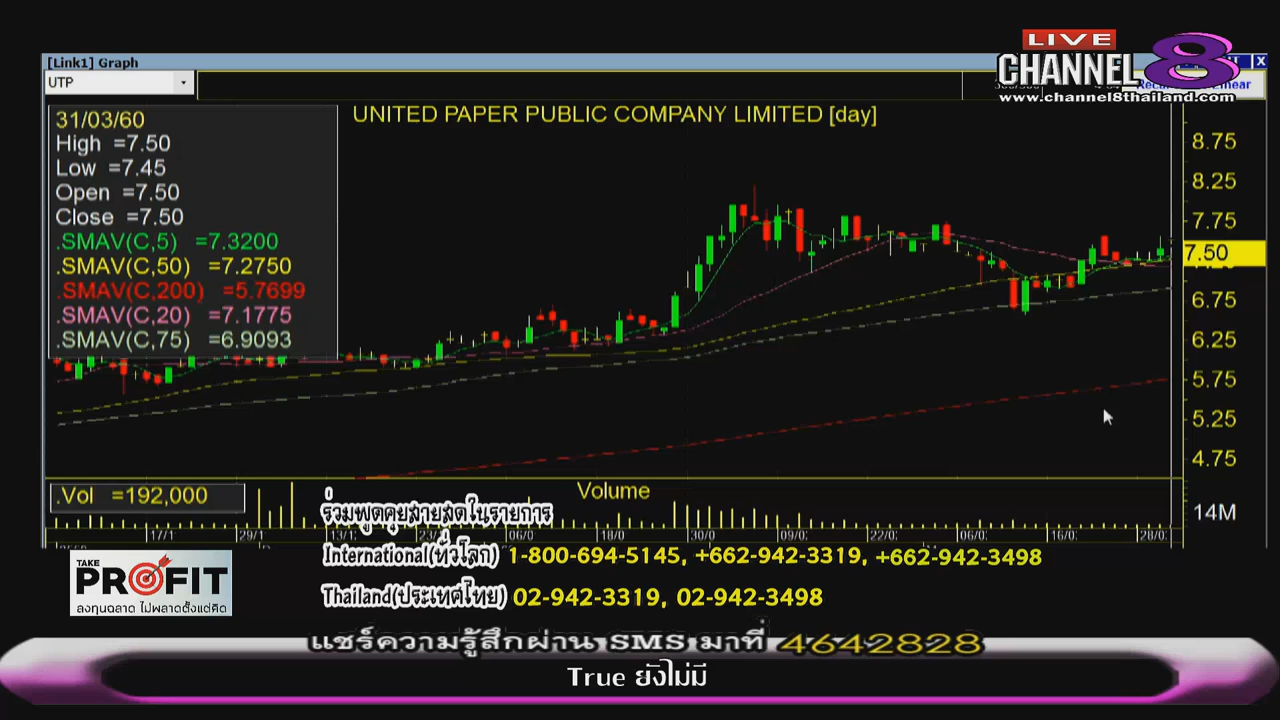 LIVE
CHANNEL 8
www.channel8thailand.com
[Link1] Graph
UTP
UNITED PAPER PUBLIC COMPANY LIMITED [day]
31/03/60
High =7.50
Low =7.45
Open =7.50
Close =7.50
.SMAV(C,5) =7.3200
.SMAV(C,50) =7.2750
.SMAV(C,200) =5.7699
.SMAV(C,20) =7.1775
.SMAV(C,75) =6.9093
8.75
8.25
7.75
7.50
6.75
6.25
5.75
5.25
4.75
.Vol =192,000
Volume
14M
17/1
29/1
13/1
23/
06/0
18/0
30/0
09/0
22/0
06/0
16/0
28/0
ร่วมพูดคุยสายสดในรายการ
International(ทั่วโลก) 1-800-694-5145, +662-942-3319, +662-942-3498
Thailand(ประเทศไทย) 02-942-3319, 02-942-3498
TAKE
PROFIT
ลงทุนฉลาด ไม่พลาดตั้งแต่คิด
แชร์ความรู้สึกผ่าน SMS มาที่ 4642828
True ยังไม่มี